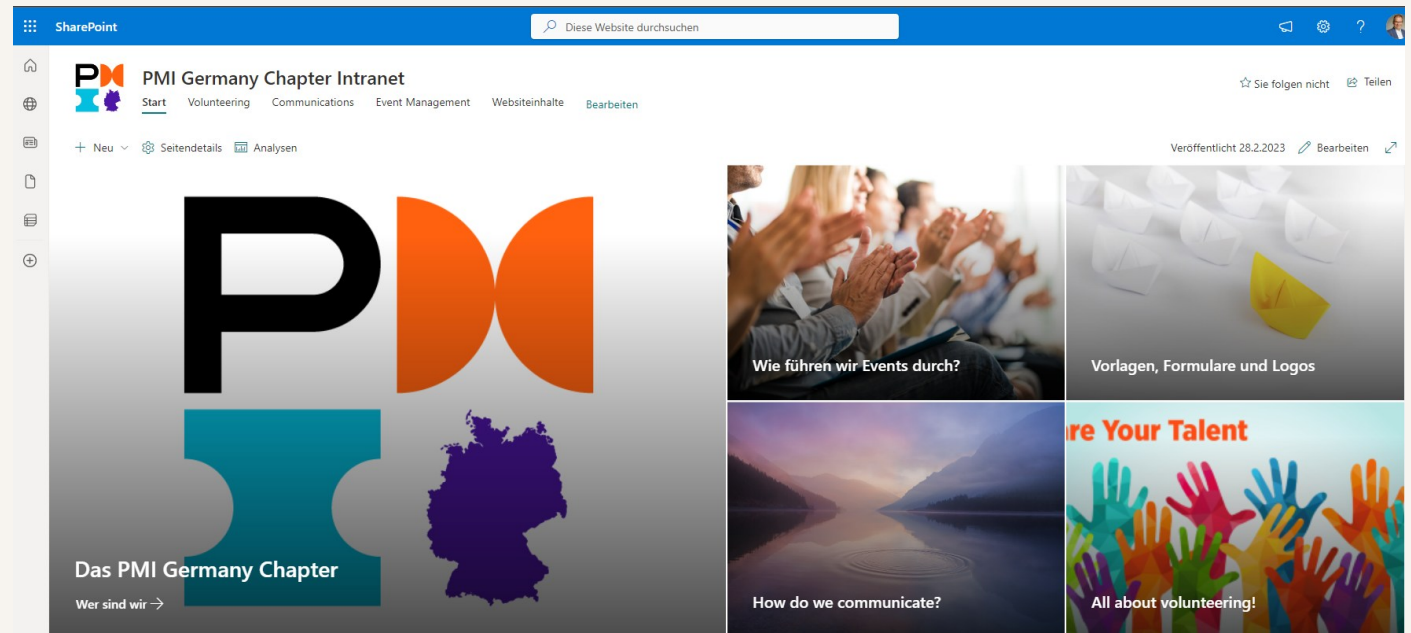 SharePoint
Diese Website durchsuchen
?
PM
PMI Germany Chapter Intranet
Sie folgen nicht
Teilen
Start Volunteering Communications Event Management Websiteinhalte Bearbeiten
+ Neu Seitendetails Analysen
Veröffentlicht 28.2.2023 Bearbeiten
PM
I
Wie führen wir Events durch?
Vorlagen, Formulare und Logos
re Your Talent
Das PMI Germany Chapter
Wer sind wir →
How do we communicate?
All about volunteering!